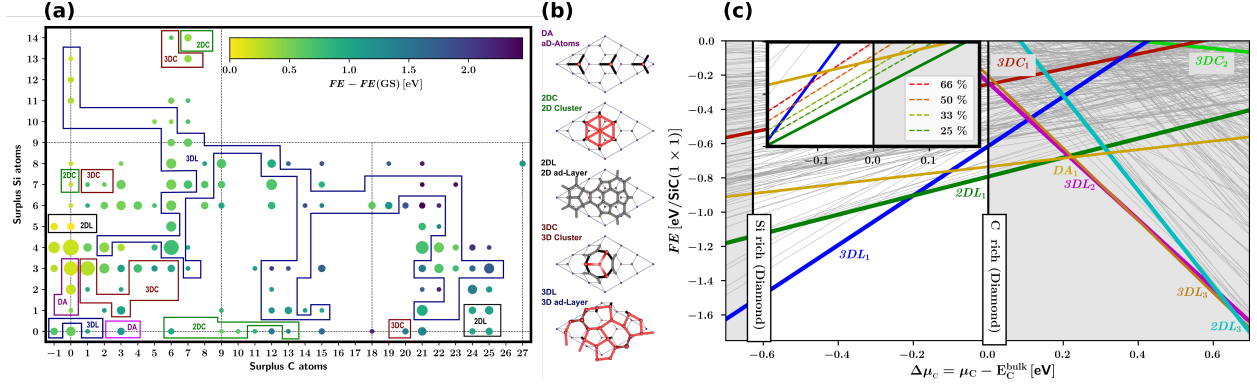 (a)
14
13
12
11
10
9
8
7
6
5
4
3
2
1
0
Surplus Si atoms
−1 0 1 2 3 4 5 6 7 8 9 10 11 12 13 14 15 16 17 18 19 20 21 22 23 24 25 26 27
Surplus C atoms
0.0 0.5 1.0 1.5 2.0
FE − FE(GS) [eV]
2DC
3DC
3DL
2DC
3DC
2DL
DA
3DC
3DL
DA
2DC
3DC
2DL
(b)
DA
aD-Atoms
2DC
2D Cluster
2DL
2D ad-Layer
3DC
3D Cluster
3DL
3D ad-Layer
(c)
0.0
−0.2
−0.4
−0.6
−0.8
−1.0
−1.2
−1.4
−1.6
FE [eV/SiC(1 × 1)]
−0.6 −0.4 −0.2 0.0 0.2 0.4 0.6
Δμ_C = μ_C − E_C^bulk [eV]
66 %
50 %
33 %
25 %
−0.1 0.0 0.1
3DC₁
3DC₂
DA₁
3DL₂
2DL₁
3DL₁
3DL₃
2DL₃
Si rich (Diamond)
C rich (Diamond)